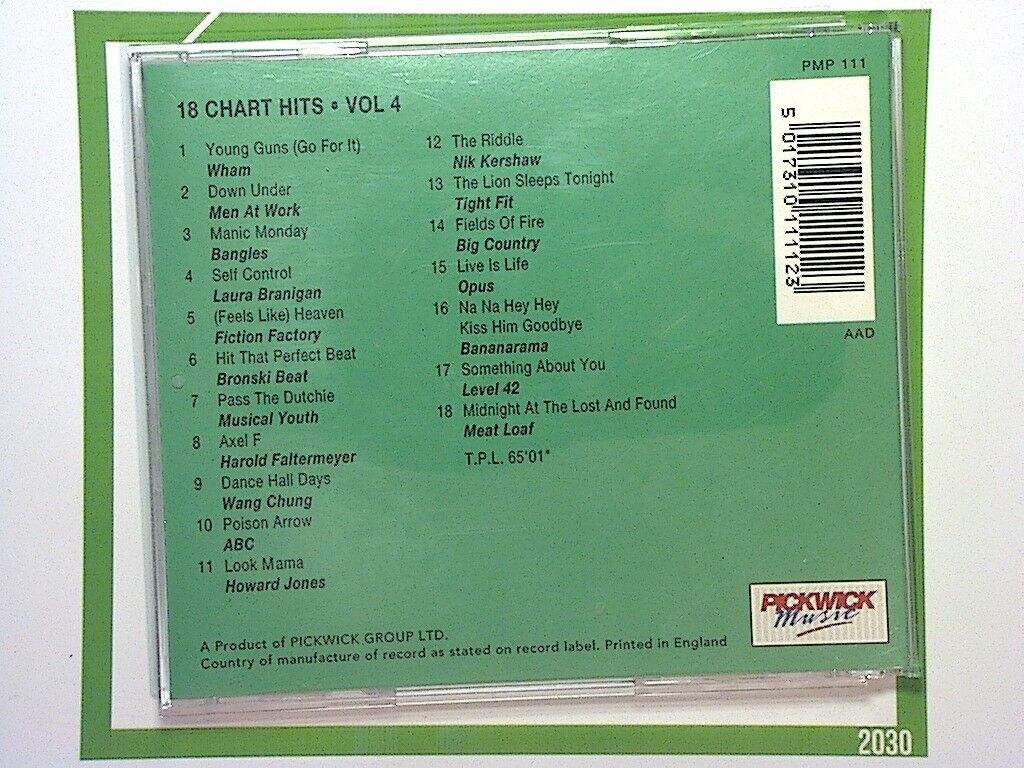 PMP 111
18 CHART HITS • VOL 4
1 Young Guns (Go For It)
Wham
2 Down Under
Men At Work
3 Manic Monday
Bangles
4 Self Control
Laura Branigan
5 (Feels Like) Heaven
Fiction Factory
6 Hit That Perfect Beat
Bronski Beat
7 Pass The Dutchie
Musical Youth
8 Axel F
Harold Faltermeyer
9 Dance Hall Days
Wang Chung
10 Poison Arrow
ABC
11 Look Mama
Howard Jones
12 The Riddle
Nik Kershaw
13 The Lion Sleeps Tonight
Tight Fit
14 Fields Of Fire
Big Country
15 Live Is Life
Opus
16 Na Na Hey Hey
Kiss Him Goodbye
Bananarama
17 Something About You
Level 42
18 Midnight At The Lost And Found
Meat Loaf
T.P.L. 65'01"
5 017310 111123
AAD
PICKWICK
Music
A Product of PICKWICK GROUP LTD.
Country of manufacture of record as stated on record label. Printed in England
2030